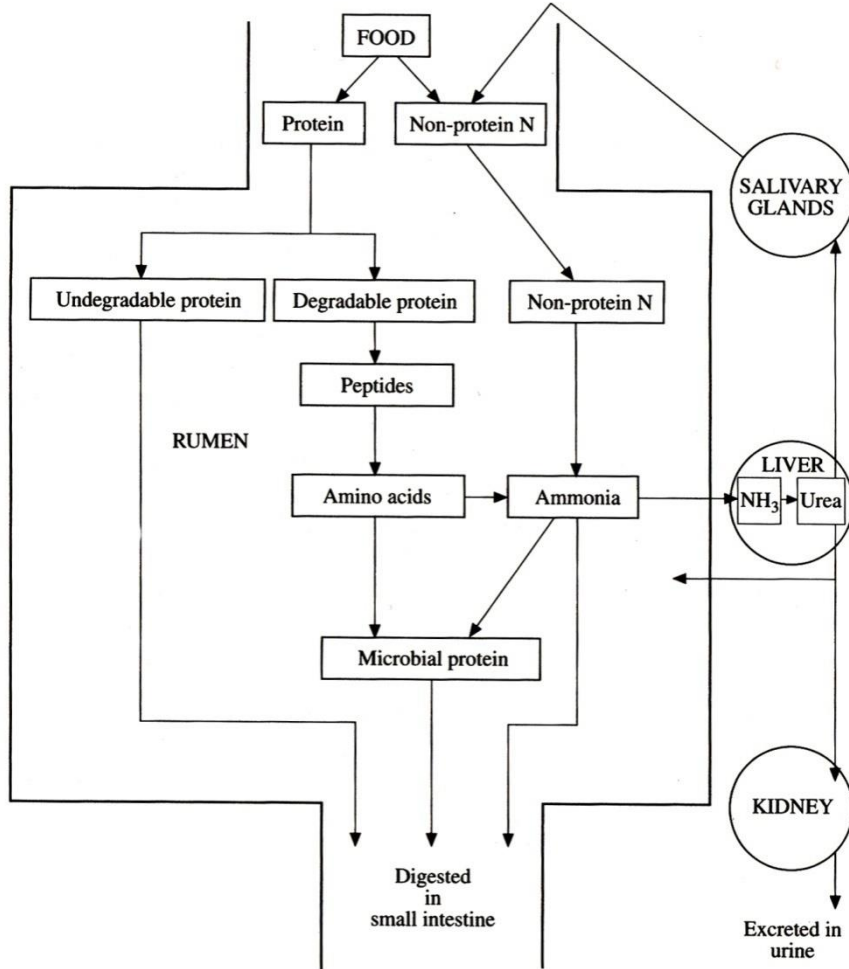 FOOD
Protein
Non-protein N
SALIVARY
GLANDS
Undegradable protein
Degradable protein
Non-protein N
Peptides
RUMEN
LIVER
Amino acids
Ammonia
NH₃
Urea
Microbial protein
KIDNEY
Digested
in
small intestine
Excreted in
urine